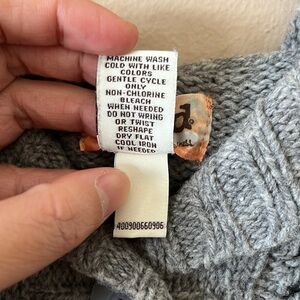 MACHINE WASH
COLD WITH LIKE
COLORS
GENTLE CYCLE
ONLY
NON-CHLORINE
BLEACH
WHEN NEEDED
DO NOT WRING
OR TWIST
RESHAPE
DRY FLAT
COOL IRON
IF NEEDED
d.
400900660906